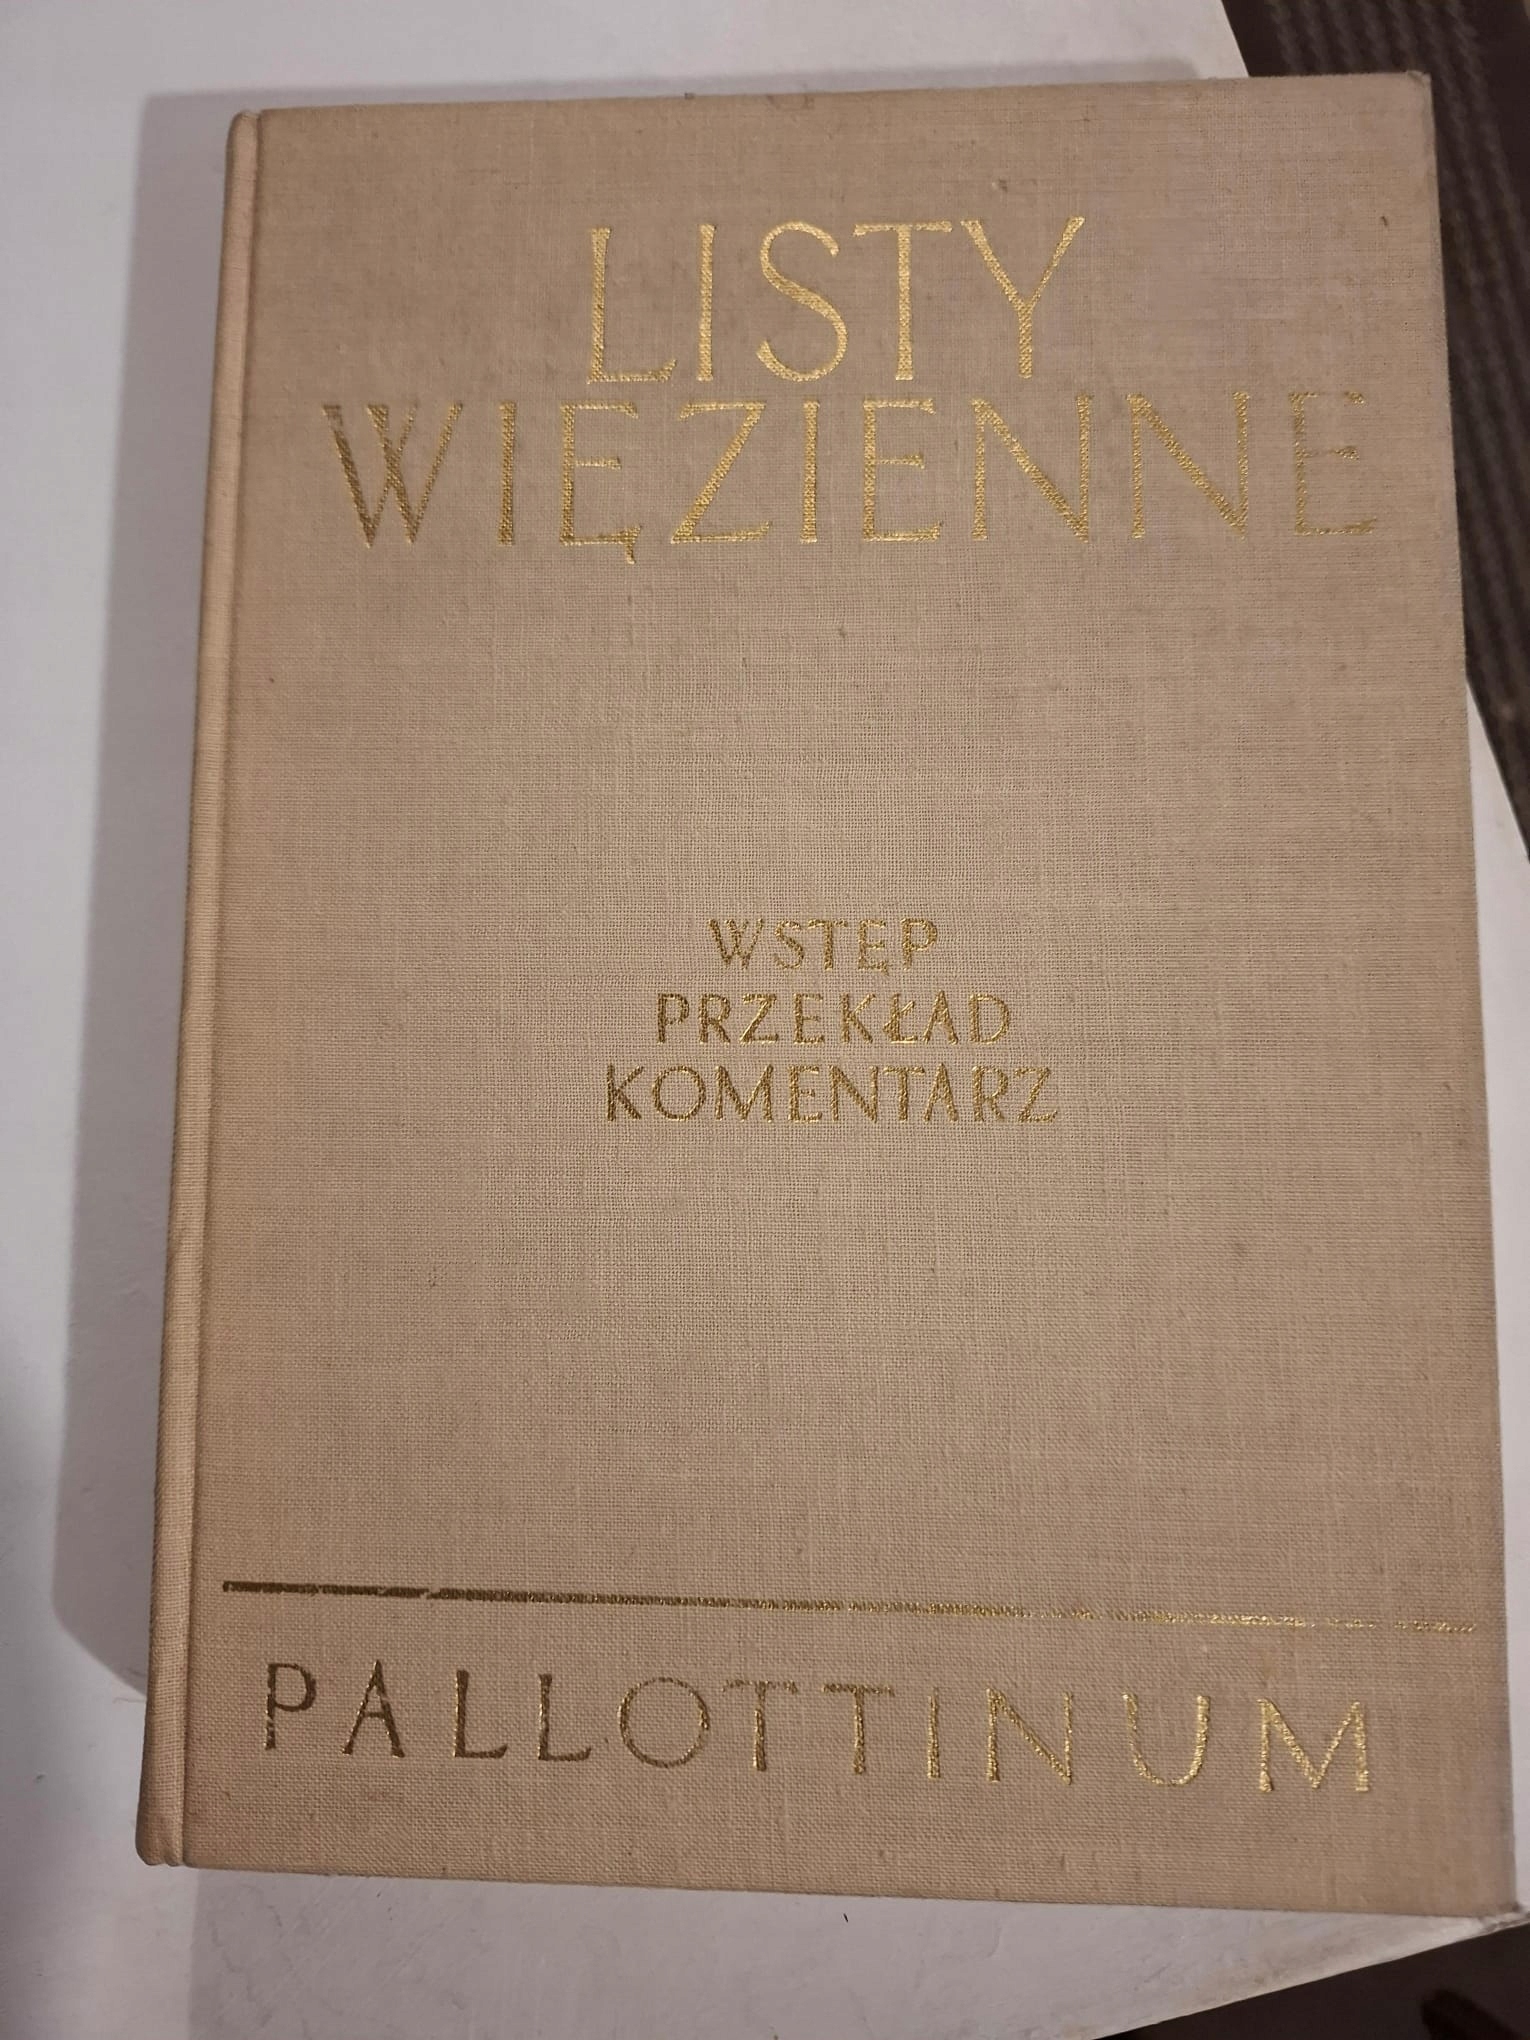 LISTY
WIĘZIENNE
WSTĘP
PRZEKŁAD
KOMENTARZ
PALLOTTINUM